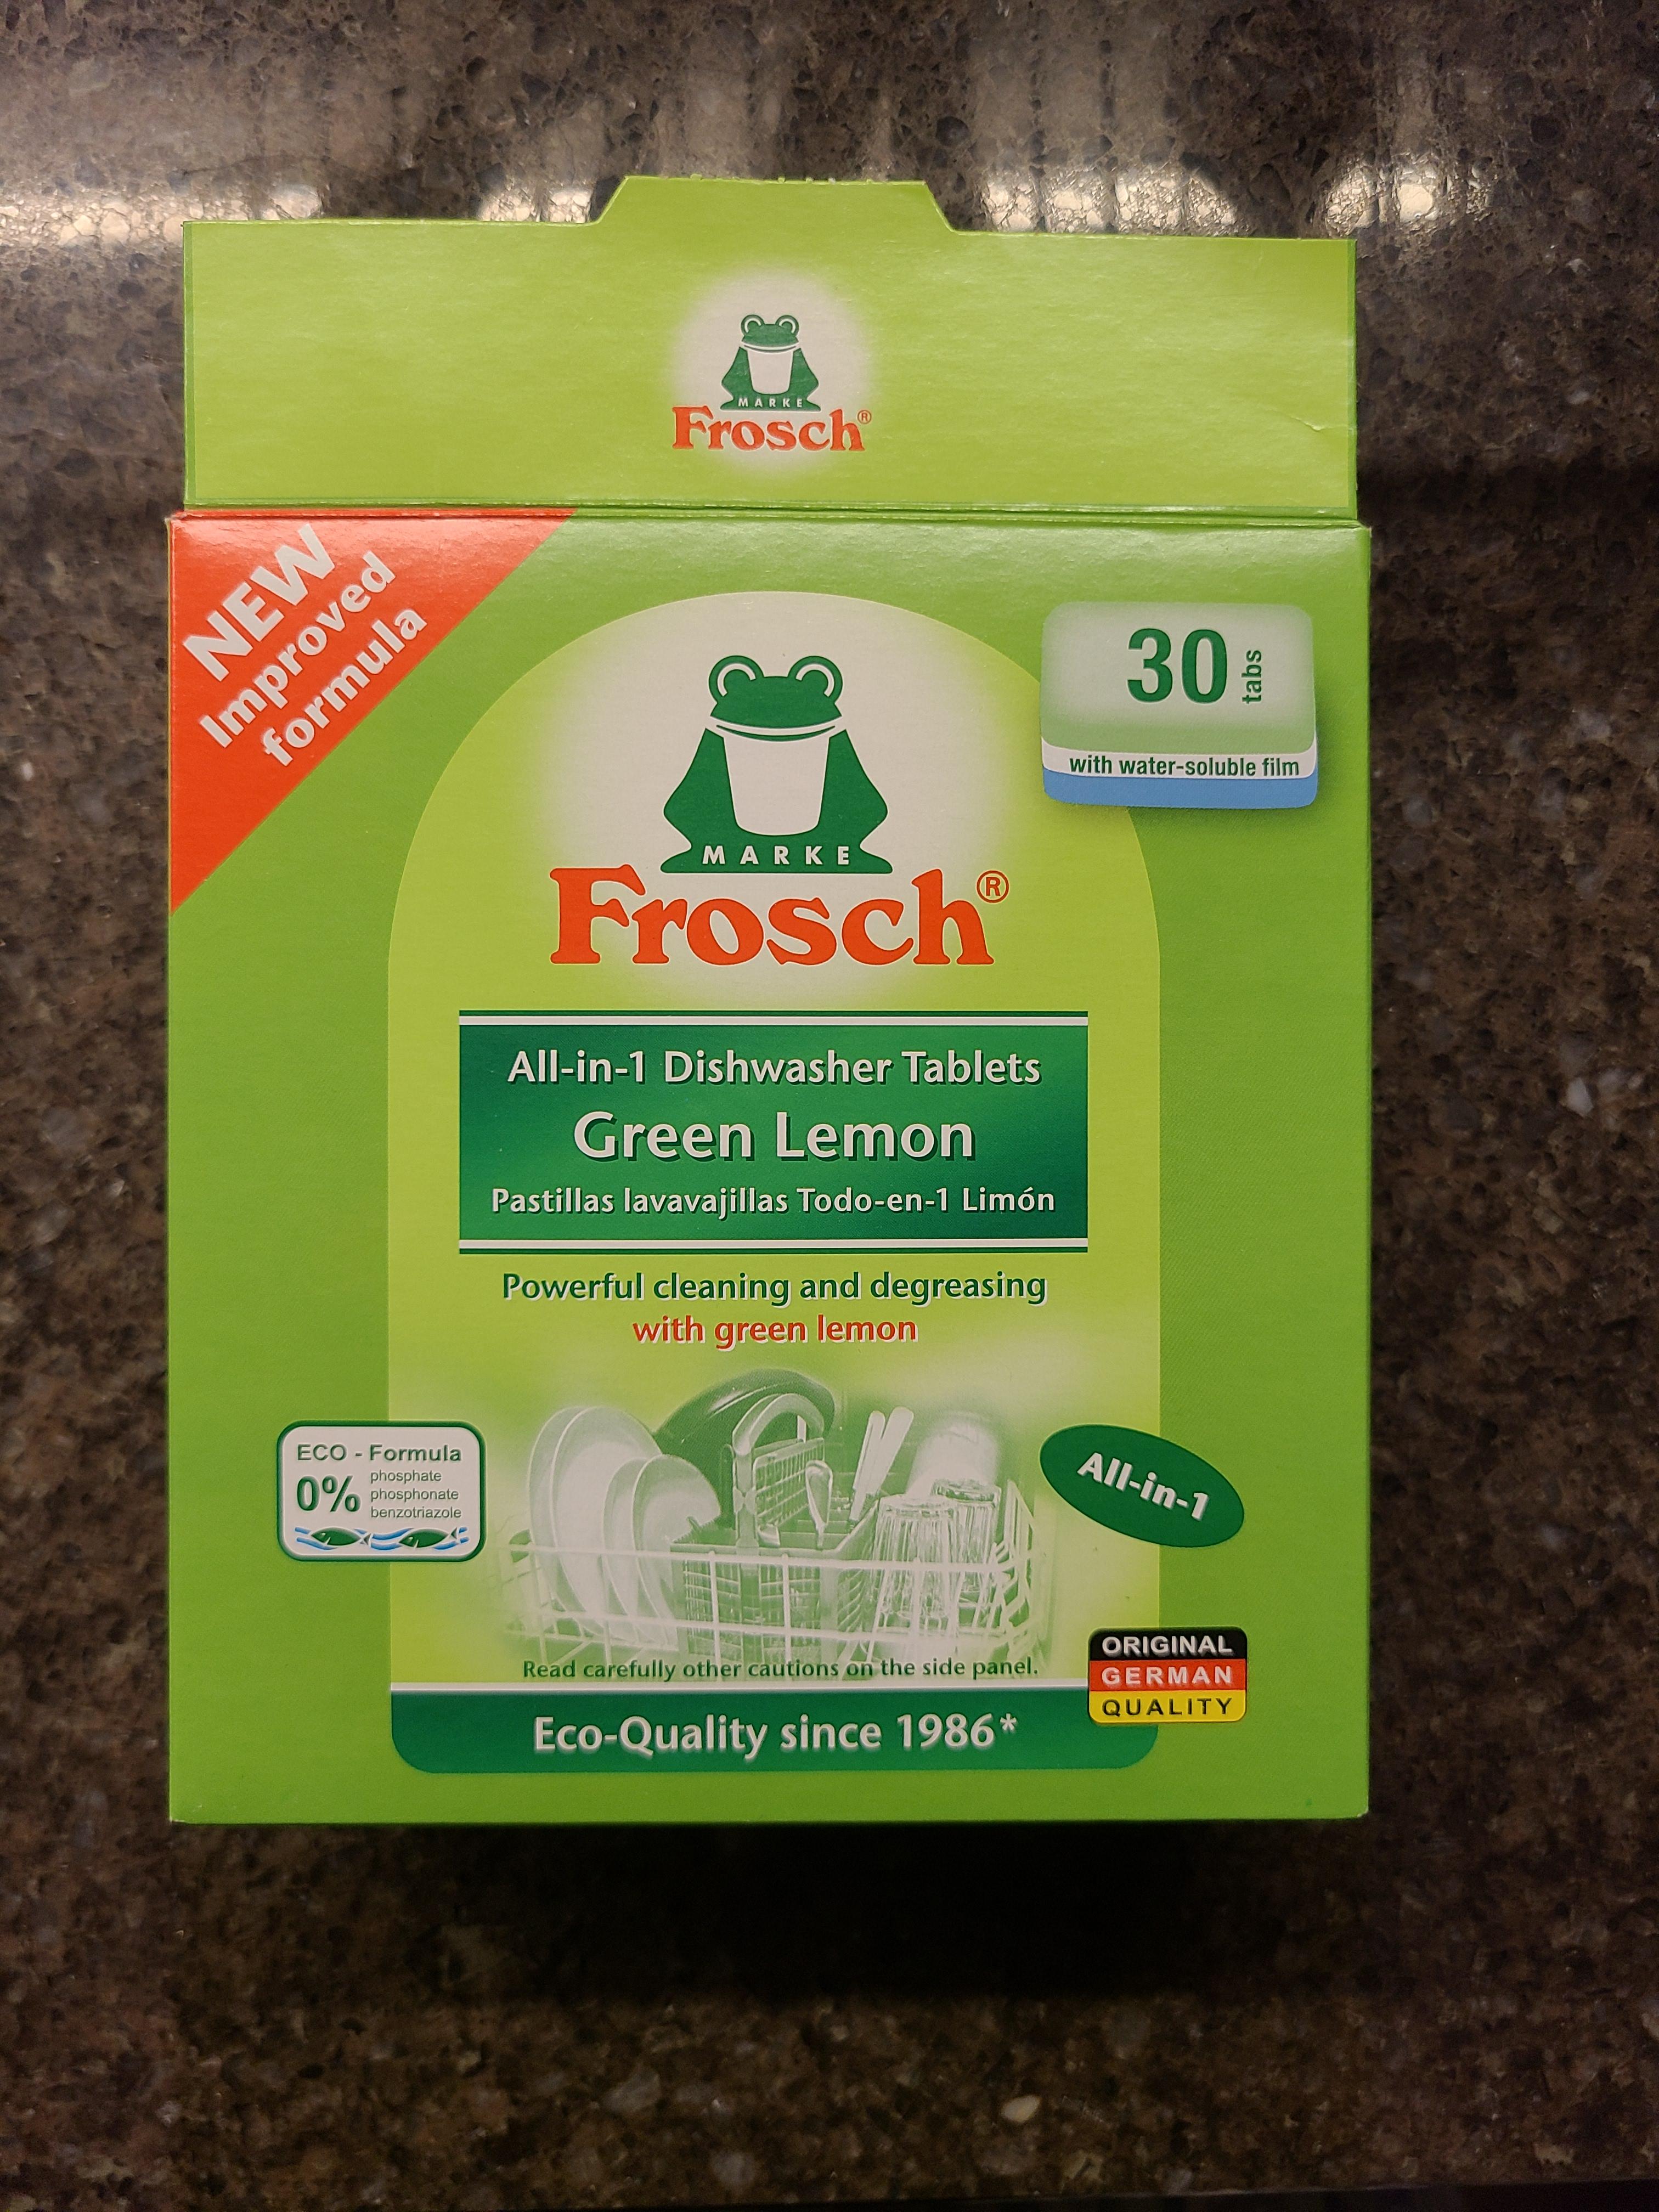 MARKE
Frosch®
NEW
Improved
formula
30 tabs
with water-soluble film
MARKE
Frosch®
All-in-1 Dishwasher Tablets
Green Lemon
Pastillas lavavajillas Todo-en-1 Limón
Powerful cleaning and degreasing
with green lemon
ECO - Formula
0% phosphate
phosphonate
benzotriazole
All-in-1
Read carefully other cautions on the side panel.
ORIGINAL
GERMAN
QUALITY
Eco-Quality since 1986*